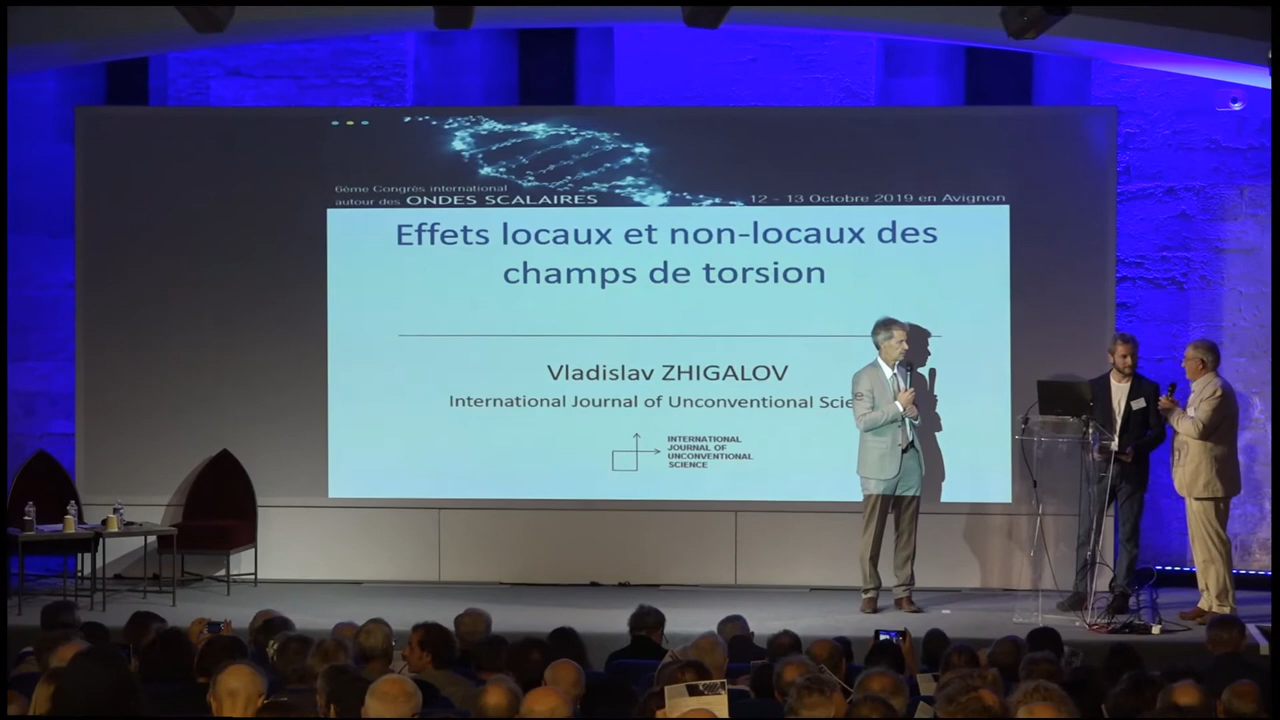 6ème Congrès international
autour des ONDES SCALAIRES
12 - 13 Octobre 2019 en Avignon
Effets locaux et non-locaux des
champs de torsion
Vladislav ZHIGALOV
International Journal of Unconventional Scie e
INTERNATIONAL
JOURNAL OF
UNCONVENTIONAL
SCIENCE